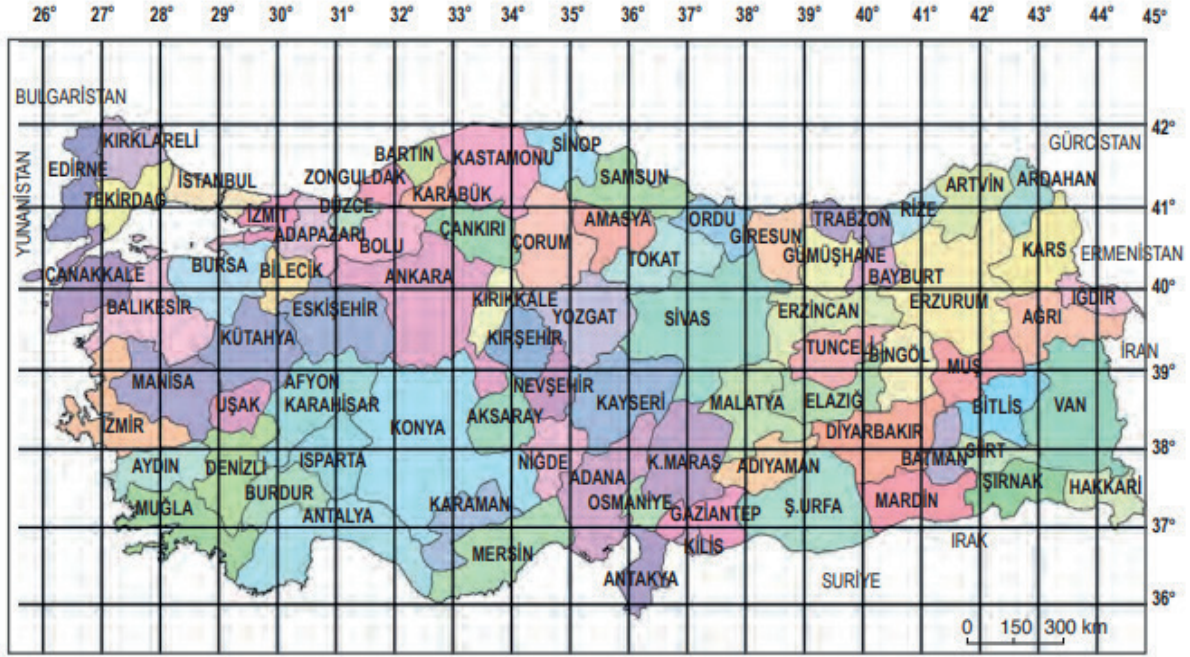 26° 27° 28° 29° 30° 31° 32° 33° 34° 35° 36° 37° 38° 39° 40° 41° 42° 43° 44° 45°
BULGARİSTAN
42°
KIRKLARELİ
SİNOP
GÜRCİSTAN
BARTIN
KASTAMONU
YUNANİSTAN
EDİRNE
İSTANBUL
ZONGULDAK
SAMSUN
ARTVİN
ARDAHAN
TEKİRDAĞ
KARABÜK
DÜZCE
İZMİT
41°
AMASYA
ORDU
TRABZON
RİZE
ADAPAZARI
BOLU
ÇANKIRI
ÇORUM
GİRESUN
KARS
ERMENİSTAN
TOKAT
GÜMÜŞHANE
BURSA
BİLECİK
ANKARA
BAYBURT
ÇANAKKALE
40°
BALIKESİR
ESKİŞEHİR
KIRIKKALE
YOZGAT
SİVAS
ERZİNCAN
ERZURUM
IĞDIR
AĞRI
KÜTAHYA
KIRŞEHİR
TUNCELİ
BİNGÖL
İRAN
MUŞ
39°
MANİSA
AFYON
KARAHİSAR
NEVŞEHİR
UŞAK
AKSARAY
KAYSERİ
MALATYA
ELAZIĞ
BİTLİS
VAN
İZMİR
KONYA
DİYARBAKIR
38°
AYDIN
DENİZLİ
ISPARTA
NİĞDE
ADANA
K.MARAŞ
ADIYAMAN
BATMAN
SİİRT
BURDUR
KARAMAN
OSMANİYE
MUĞLA
ANTALYA
GAZİANTEP
Ş.URFA
MARDİN
ŞIRNAK
HAKKARİ
37°
MERSİN
KİLİS
IRAK
ANTAKYA
SURİYE
36°
0 150 300 km